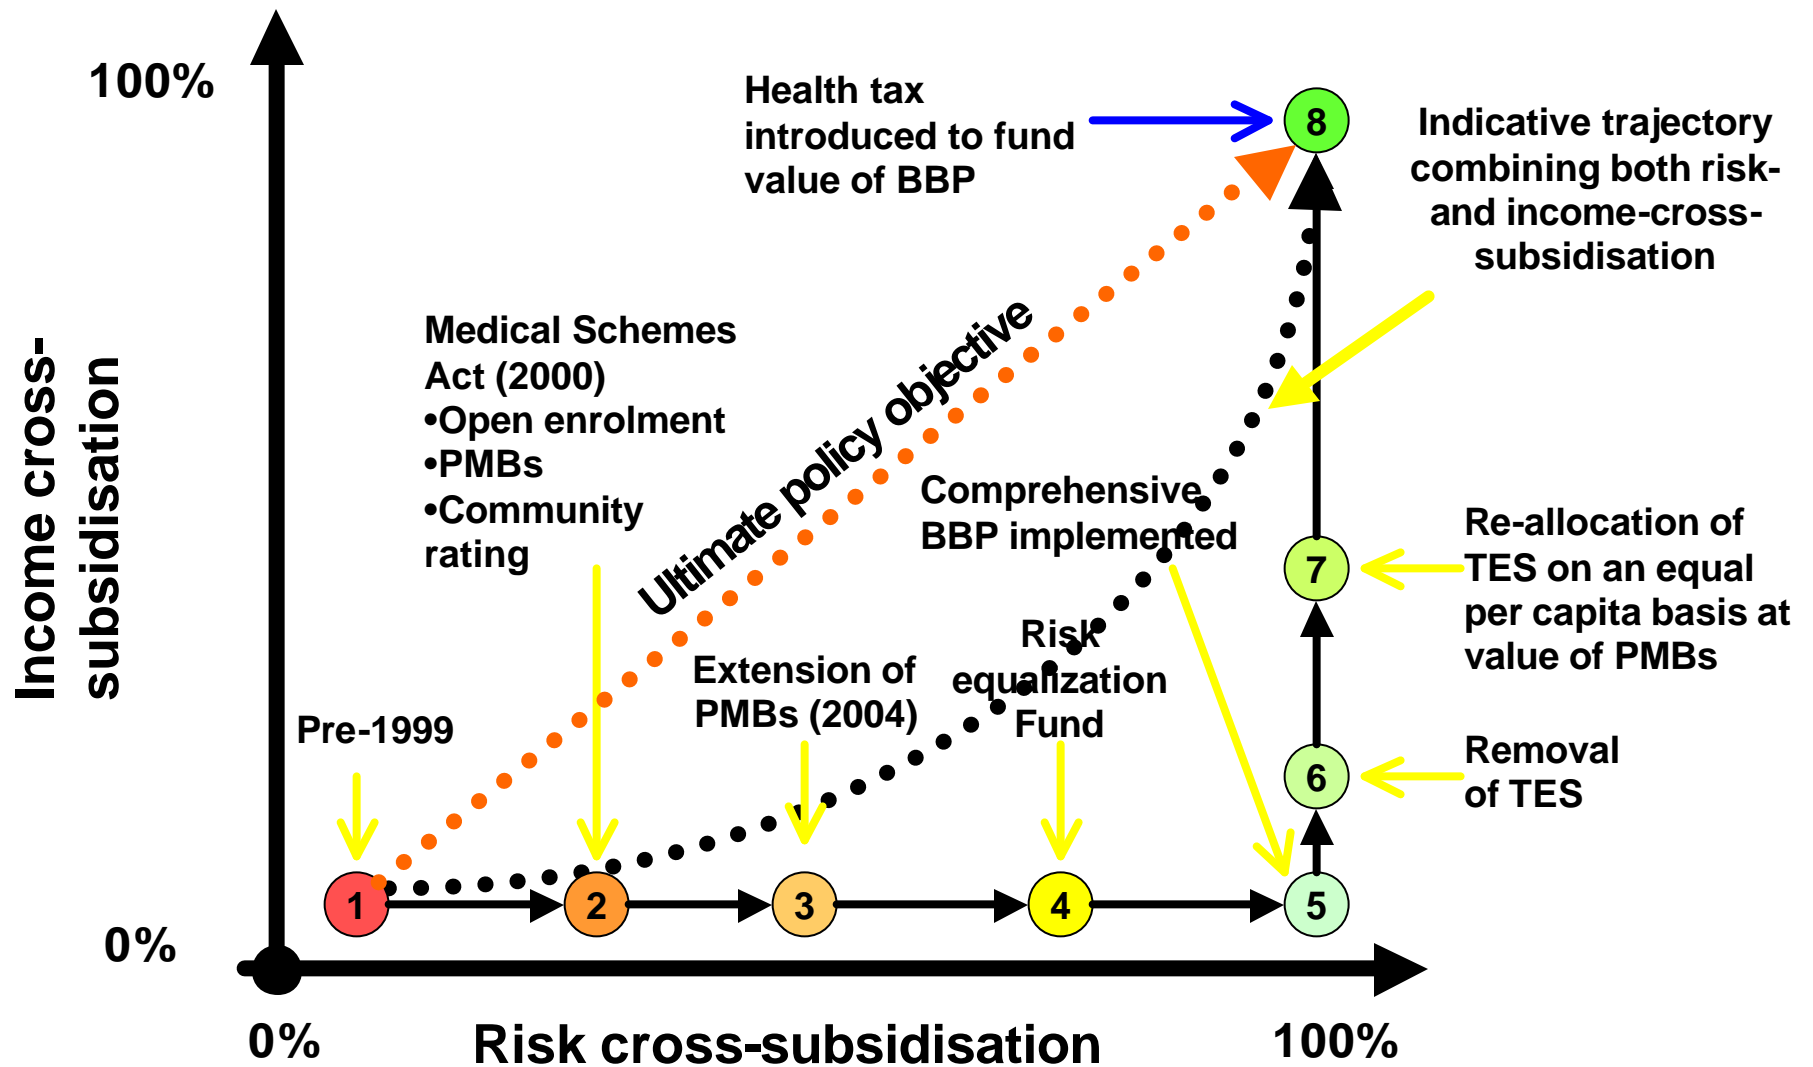 100%
Health tax
introduced to fund
value of BBP
8
Indicative trajectory
combining both risk-
and income-cross-
subsidisation
Medical Schemes
Act (2000)
•Open enrolment
•PMBs
•Community
rating
Ultimate policy objective
Income cross-
subsidisation
Comprehensive
BBP implemented
Re-allocation of
TES on an equal
per capita basis at
value of PMBs
7
Risk
equalization
Fund
Extension of
PMBs (2004)
Pre-1999
Removal
of TES
6
1
2
3
4
5
0%
0%
Risk cross-subsidisation
100%